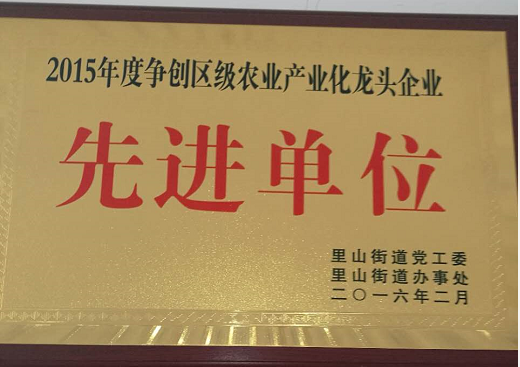 2015年度争创区级农业产业化龙头企业
先进单位
里山街道党工委
里山街道办事处
二〇一六年二月